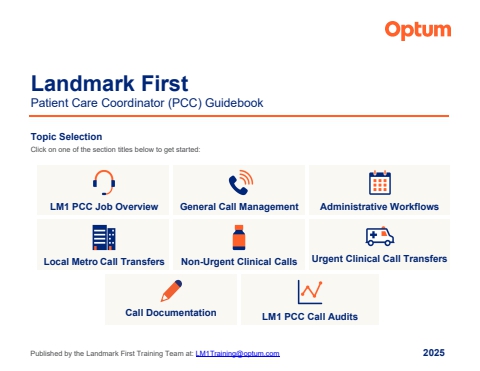 Optum
Landmark First
Patient Care Coordinator (PCC) Guidebook
Topic Selection
Click on one of the section titles below to get started:
LM1 PCC Job Overview
General Call Management
Administrative Workflows
Local Metro Call Transfers
Non-Urgent Clinical Calls
Urgent Clinical Call Transfers
Call Documentation
LM1 PCC Call Audits
Published by the Landmark First Training Team at: LM1Training@optum.com
2025